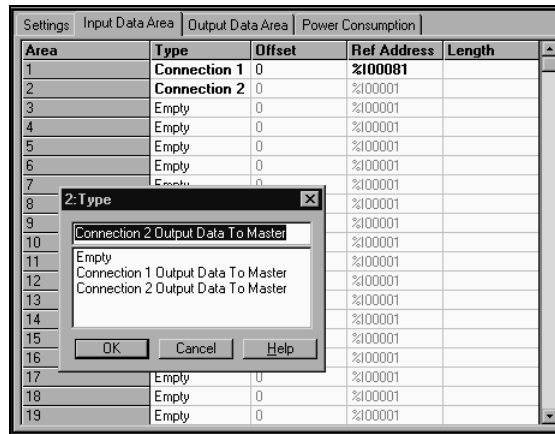 Settings Input Data Area Output Data Area Power Consumption
Area Type Offset Ref Address Length
1 Connection 1 0 %I00081
2 Connection 2 0 %I00001
3 Empty 0 %I00001
4 Empty 0 %I00001
5 Empty 0 %I00001
6 Empty 0 %I00001
7 Empty 0 %I00001
8 %I00001
9 %I00001
10 %I00001
11 %I00001
12 %I00001
13 %I00001
14 %I00001
15 %I00001
16 %I00001
17 Empty 0 %I00001
18 Empty 0 %I00001
19 Empty 0 %I00001
2:Type
Connection 2 Output Data To Master
Empty
Connection 1 Output Data To Master
Connection 2 Output Data To Master
OK Cancel Help